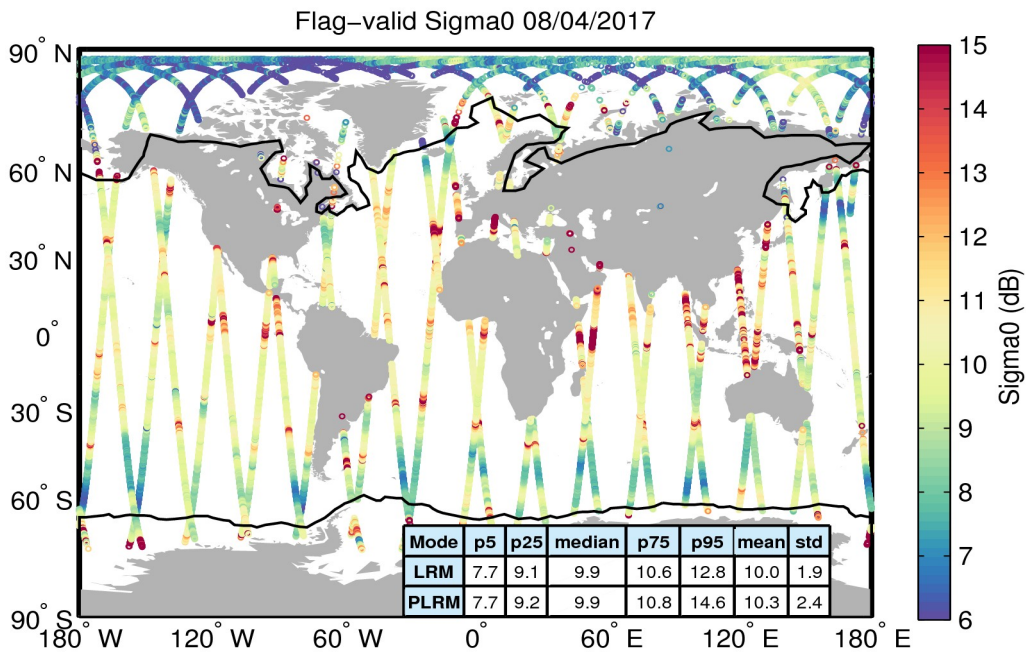 Flag−valid Sigma0 08/04/2017
90° N
60° N
30° N
0°
30° S
60° S
90° S
180° W
120° W
60° W
0°
60° E
120° E
180° E
15
14
13
12
11
10
9
8
7
6
Sigma0 (dB)
Mode p5 p25 median p75 p95 mean std
LRM 7.7 9.1 9.9 10.6 12.8 10.0 1.9
PLRM 7.7 9.2 9.9 10.8 14.6 10.3 2.4